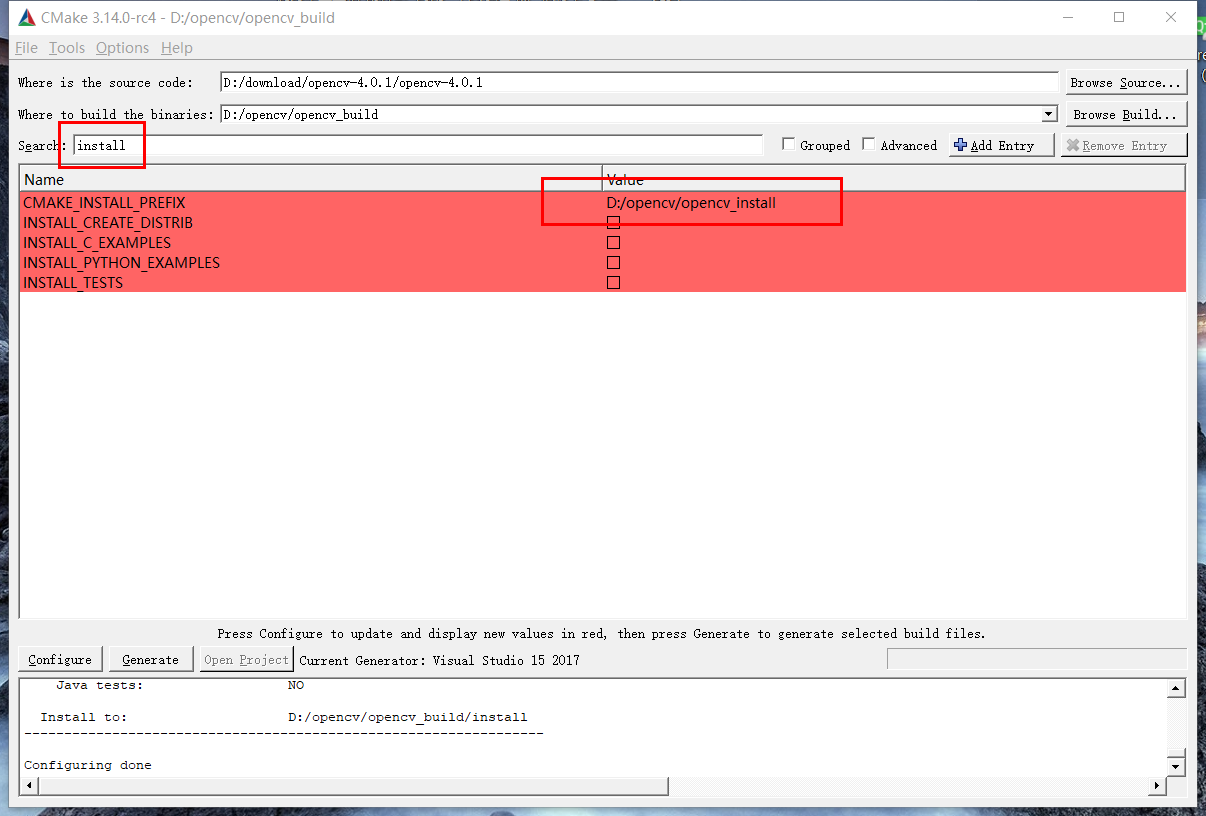 CMake 3.14.0-rc4 - D:/opencv/opencv_build
File Tools Options Help
Where is the source code: D:/download/opencv-4.0.1/opencv-4.0.1 Browse Source...
Where to build the binaries: D:/opencv/opencv_build Browse Build...
Search: install Grouped Advanced Add Entry Remove Entry
Name Value
CMAKE_INSTALL_PREFIX D:/opencv/opencv_install
INSTALL_CREATE_DISTRIB
INSTALL_C_EXAMPLES
INSTALL_PYTHON_EXAMPLES
INSTALL_TESTS
Press Configure to update and display new values in red, then press Generate to generate selected build files.
Configure Generate Open Project Current Generator: Visual Studio 15 2017
Java tests: NO
Install to: D:/opencv/opencv_build/install
-----------------------------------------------------------------
Configuring done